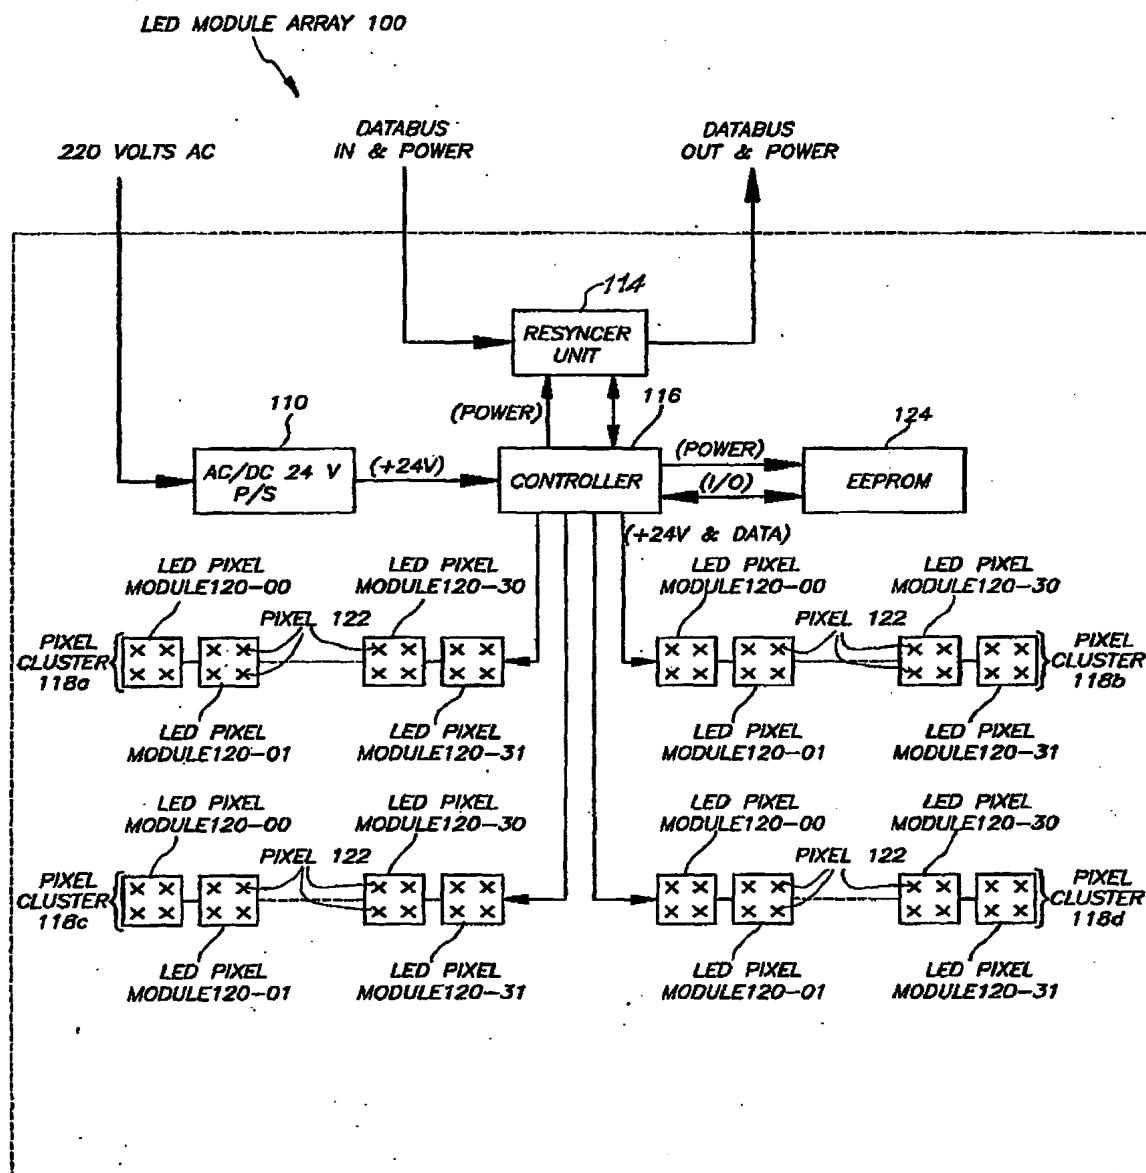 LED MODULE ARRAY 100
220 VOLTS AC
DATABUS
IN & POWER
DATABUS
OUT & POWER
114
RESYNCER
UNIT
110
(POWER)
116
124
AC/DC 24 V
P/S
(+24V)
CONTROLLER
(POWER)
(I/O)
EEPROM
(+24V & DATA)
LED PIXEL
MODULE120-00
LED PIXEL
MODULE120-30
PIXEL 122
PIXEL
CLUSTER
118a
LED PIXEL
MODULE120-01
LED PIXEL
MODULE120-31
LED PIXEL
MODULE120-00
LED PIXEL
MODULE120-30
PIXEL 122
PIXEL
CLUSTER
118b
LED PIXEL
MODULE120-01
LED PIXEL
MODULE120-31
LED PIXEL
MODULE120-00
LED PIXEL
MODULE120-30
PIXEL 122
PIXEL
CLUSTER
118c
LED PIXEL
MODULE120-01
LED PIXEL
MODULE120-31
LED PIXEL
MODULE120-00
LED PIXEL
MODULE120-30
PIXEL 122
PIXEL
CLUSTER
118d
LED PIXEL
MODULE120-01
LED PIXEL
MODULE120-31